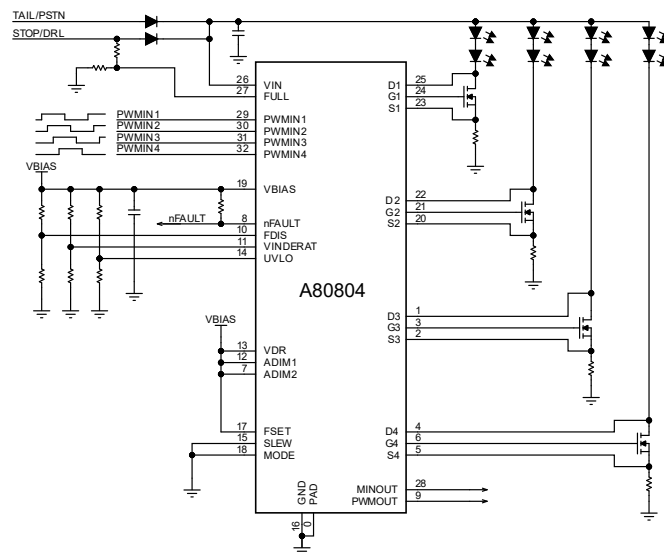 TAIL/PSTN
STOP/DRL
26 VIN
27 FULL
PWMIN1 29 PWMIN1
PWMIN2 30 PWMIN2
PWMIN3 31 PWMIN3
PWMIN4 32 PWMIN4
VBIAS
19 VBIAS
nFAULT 8 nFAULT
10 FDIS
11 VINDERAT
14 UVLO
A80804
VBIAS
13 VDR
12 ADIM1
7 ADIM2
17 FSET
15 SLEW
18 MODE
D1 25
G1 24
S1 23
D2 22
G2 21
S2 20
D3 1
G3 3
S3 2
D4 4
G4 6
S4 5
MINOUT 28
PWMOUT 9
GND PAD
16 0